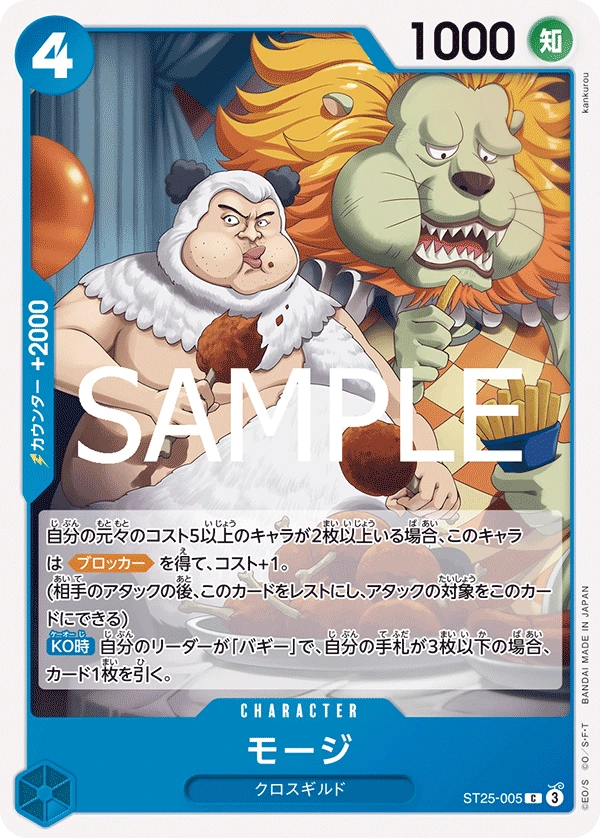 4
1000
知
kankurou
カウンター +2000
SAMPLE
自分の元々のコスト5以上のキャラが2枚以上いる場合、このキャラ
は ブロッカー を得て、コスト+1。
(相手のアタックの後、このカードをレストにし、アタックの対象をこのカー
ドにできる)
KO時 自分のリーダーが「バギー」で、自分の手札が3枚以下の場合、
カード1枚を引く。
CHARACTER
モージ
クロスギルド
ST25-005 C 3
©E.O/S ©O/S・F・T BANDAI MADE IN JAPAN